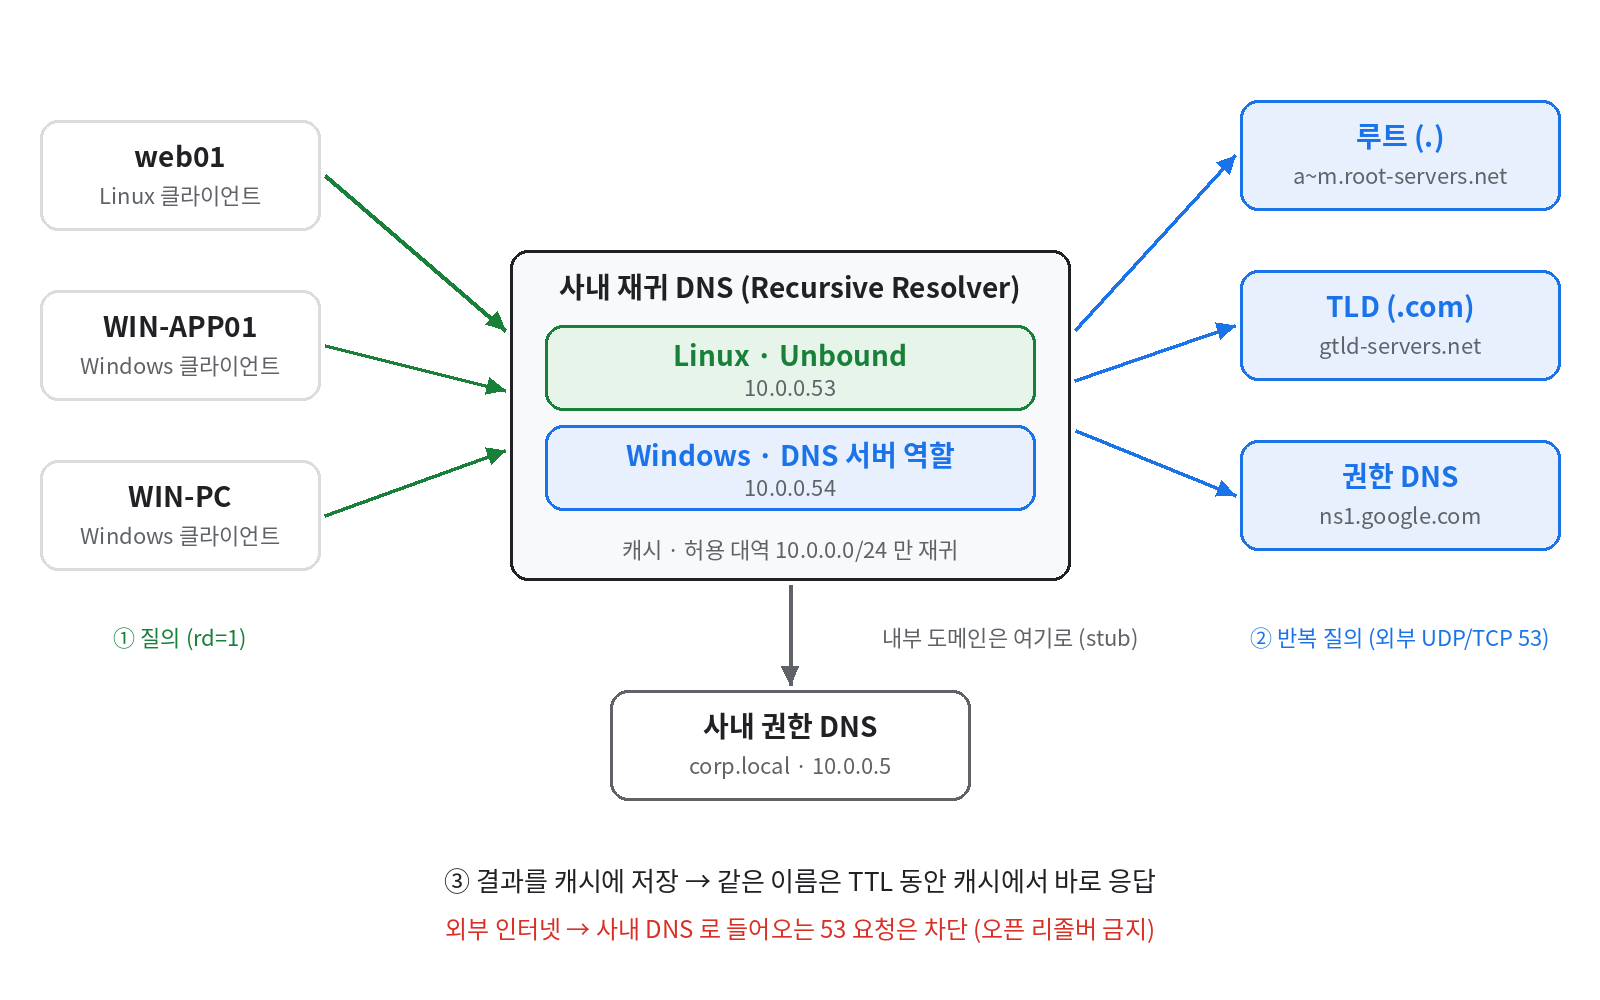 web01
Linux 클라이언트
WIN-APP01
Windows 클라이언트
WIN-PC
Windows 클라이언트
① 질의 (rd=1)
사내 재귀 DNS (Recursive Resolver)
Linux · Unbound
10.0.0.53
Windows · DNS 서버 역할
10.0.0.54
캐시 · 허용 대역 10.0.0.0/24 만 재귀
루트 (.)
a~m.root-servers.net
TLD (.com)
gtld-servers.net
권한 DNS
ns1.google.com
② 반복 질의 (외부 UDP/TCP 53)
내부 도메인은 여기로 (stub)
사내 권한 DNS
corp.local · 10.0.0.5
③ 결과를 캐시에 저장 → 같은 이름은 TTL 동안 캐시에서 바로 응답
외부 인터넷 → 사내 DNS 로 들어오는 53 요청은 차단 (오픈 리졸버 금지)